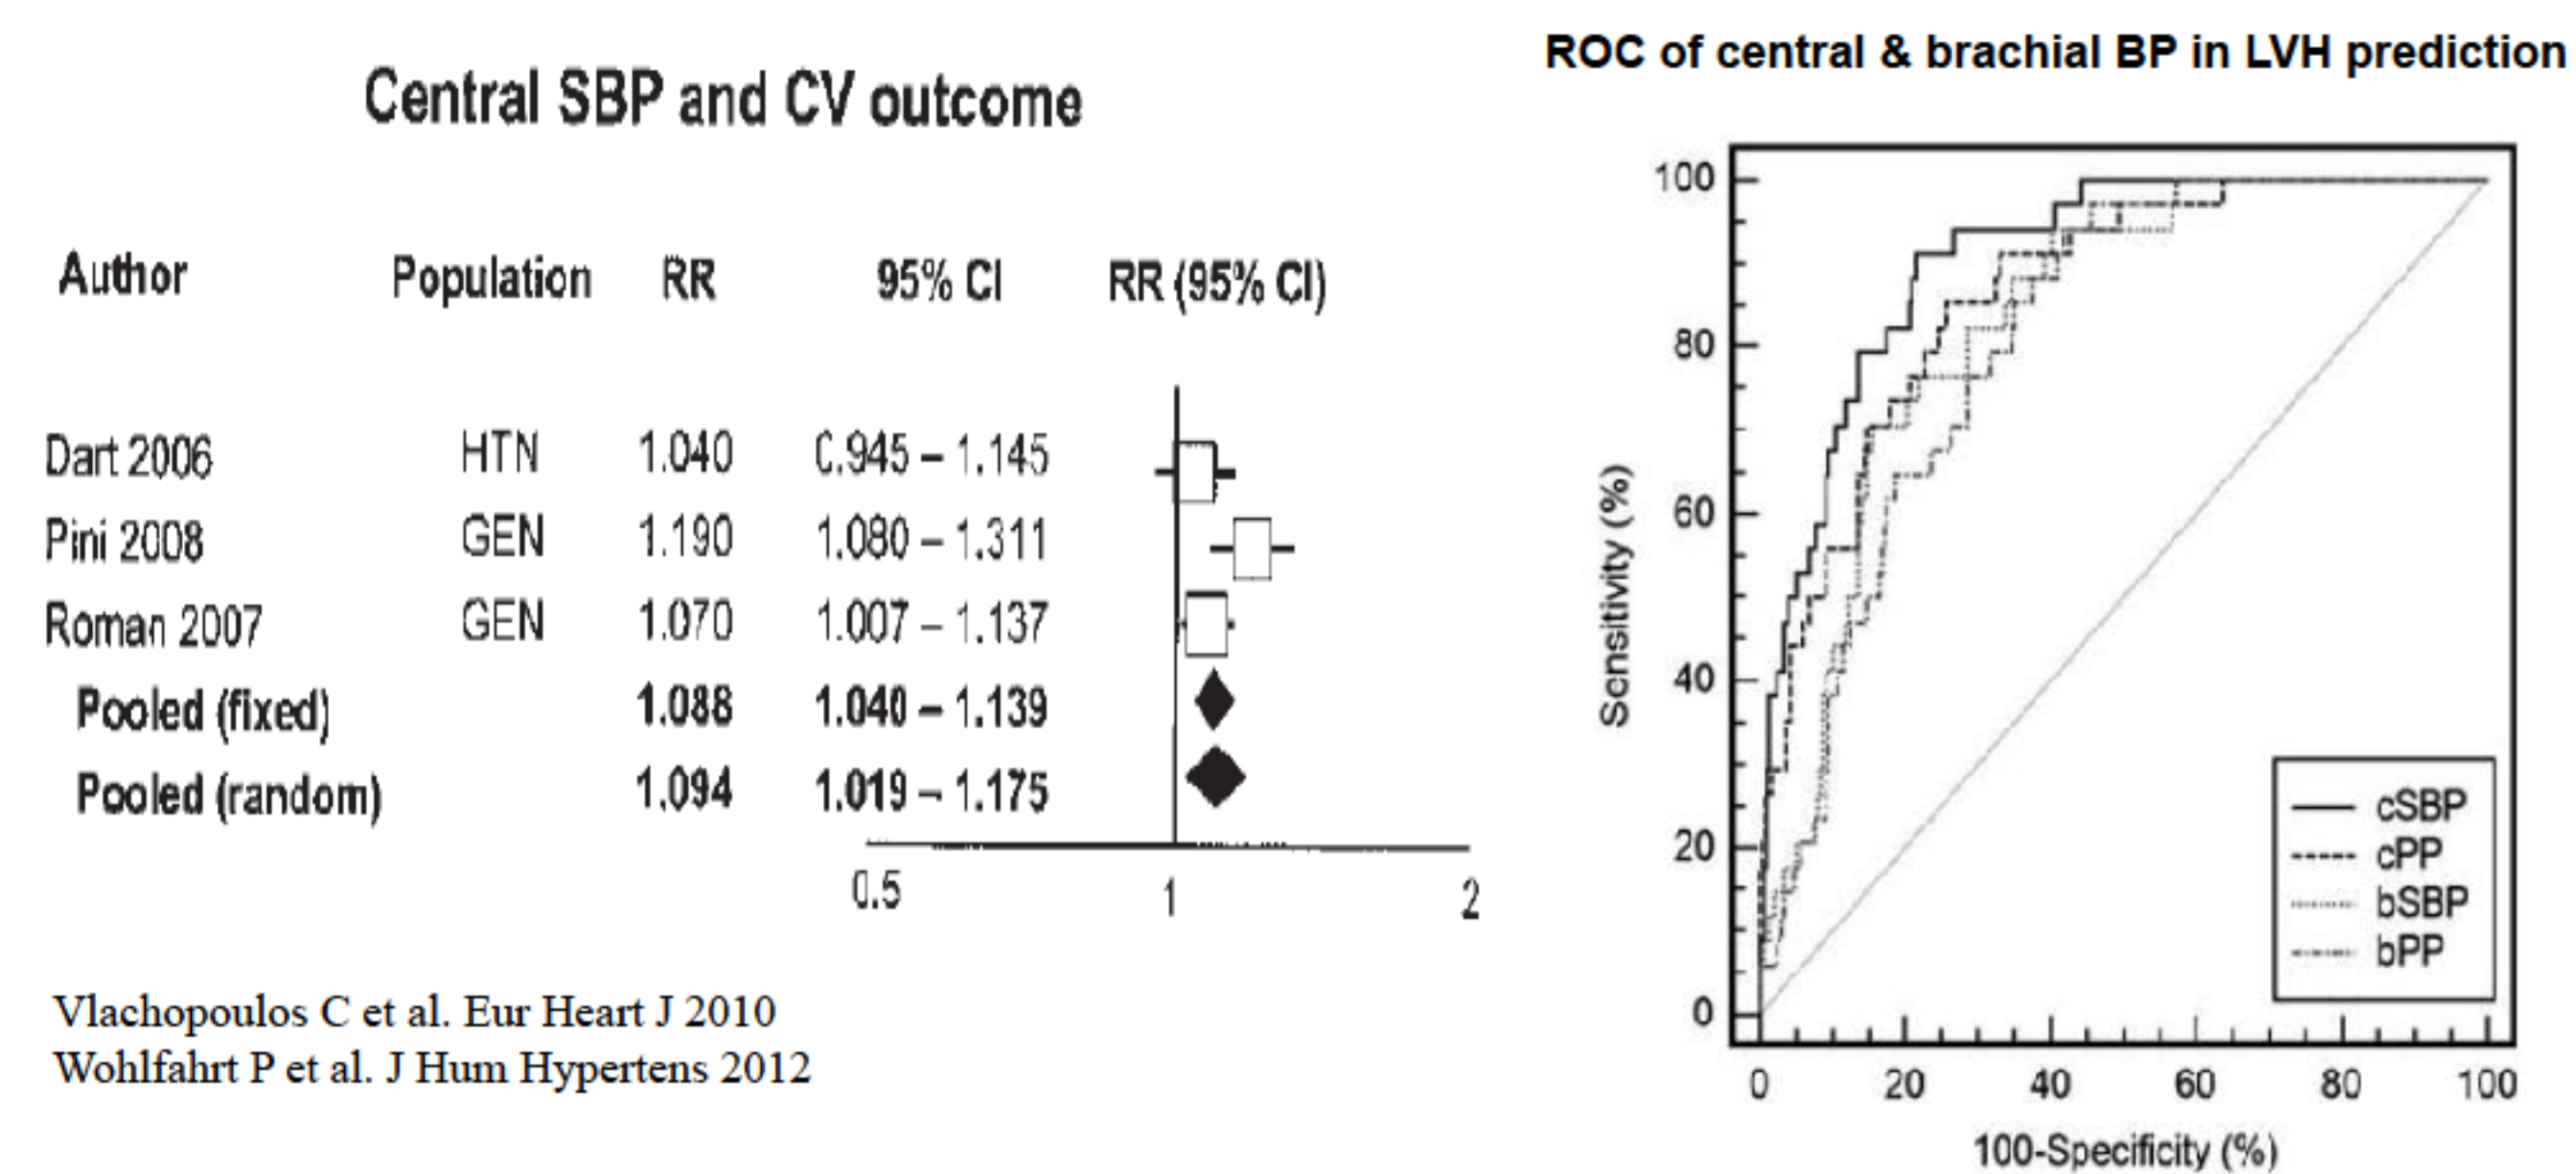 Central SBP and CV outcome
Author Population RR 95% CI RR (95% CI)
Dart 2006 HTN 1.040 0.945 – 1.145
Pini 2008 GEN 1.190 1.080 – 1.311
Roman 2007 GEN 1.070 1.007 – 1.137
Pooled (fixed) 1.088 1.040 – 1.139
Pooled (random) 1.094 1.019 – 1.175
0.5 1 2
Vlachopoulos C et al. Eur Heart J 2010
Wohlfahrt P et al. J Hum Hypertens 2012
ROC of central & brachial BP in LVH prediction
Sensitivity (%)
100
80
60
40
20
0
cSBP
cPP
bSBP
bPP
0 20 40 60 80 100
100-Specificity (%)